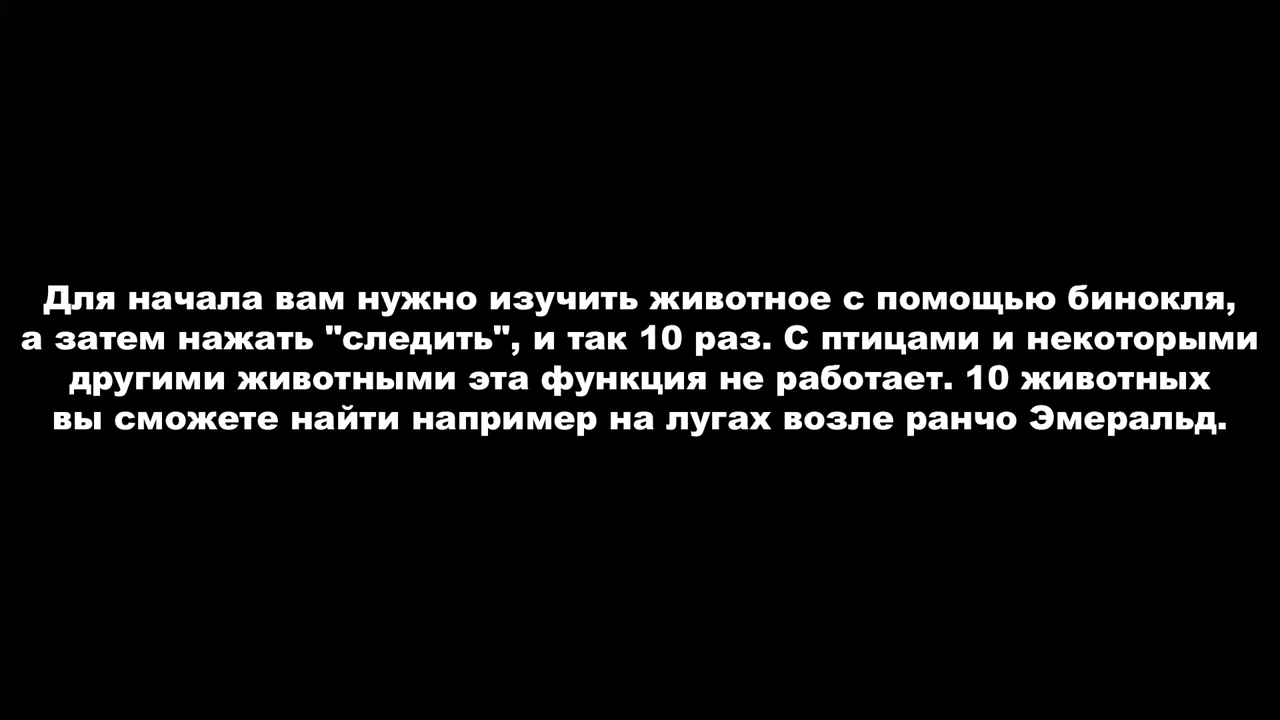 Для начала вам нужно изучить животное с помощью бинокля,
а затем нажать "следить", и так 10 раз. С птицами и некоторыми
другими животными эта функция не работает. 10 животных
вы сможете найти например на лугах возле ранчо Эмеральд.